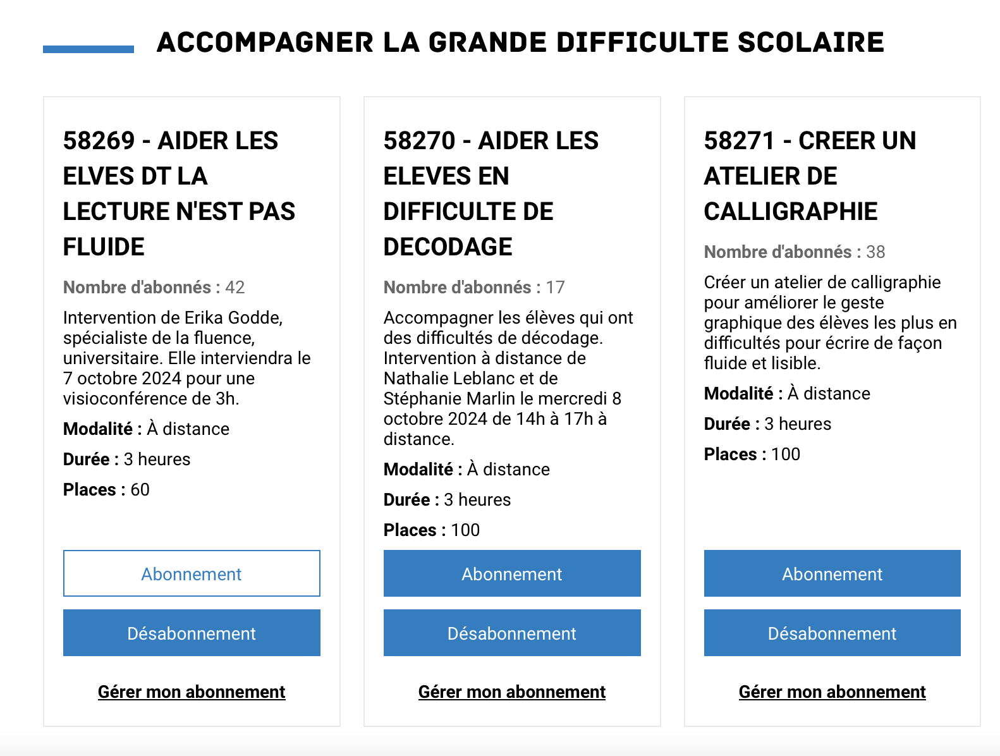 ACCOMPAGNER LA GRANDE DIFFICULTE SCOLAIRE
58269 - AIDER LES
ELVES DT LA
LECTURE N'EST PAS
FLUIDE
Nombre d'abonnés : 42
Intervention de Erika Godde,
spécialiste de la fluence,
universitaire. Elle interviendra le
7 octobre 2024 pour une
visioconférence de 3h.
Modalité : À distance
Durée : 3 heures
Places : 60
Abonnement
Désabonnement
Gérer mon abonnement
58270 - AIDER LES
ELEVES EN
DIFFICULTE DE
DECODAGE
Nombre d'abonnés : 17
Accompagner les élèves qui ont
des difficultés de décodage.
Intervention à distance de
Nathalie Leblanc et de
Stéphanie Marlin le mercredi 8
octobre 2024 de 14h à 17h à
distance.
Modalité : À distance
Durée : 3 heures
Places : 100
Abonnement
Désabonnement
Gérer mon abonnement
58271 - CREER UN
ATELIER DE
CALLIGRAPHIE
Nombre d'abonnés : 38
Créer un atelier de calligraphie
pour améliorer le geste
graphique des élèves les plus en
difficultés pour écrire de façon
fluide et lisible.
Modalité : À distance
Durée : 3 heures
Places : 100
Abonnement
Désabonnement
Gérer mon abonnement